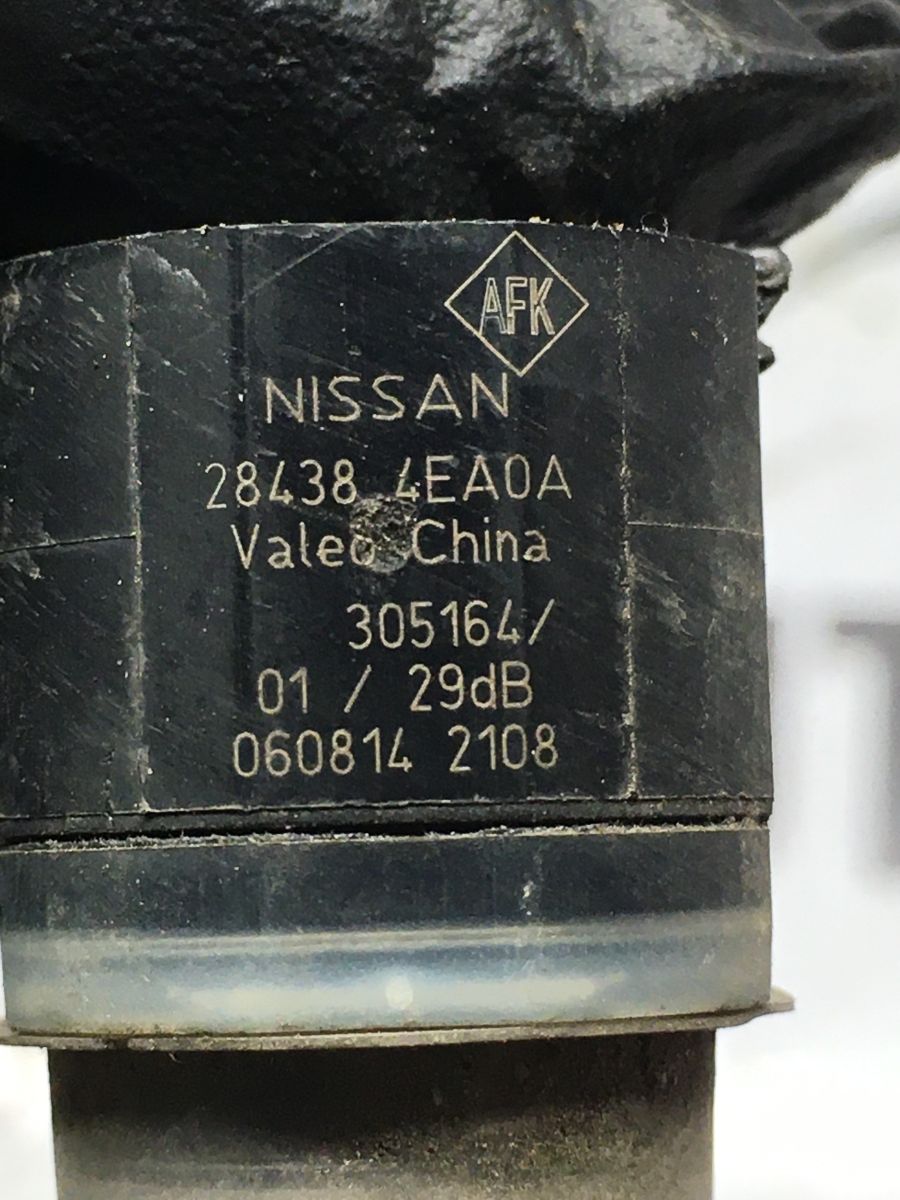 AFK
NISSAN
28438 4EA0A
Valeo China
305164/
01 / 29dB
060814 2108